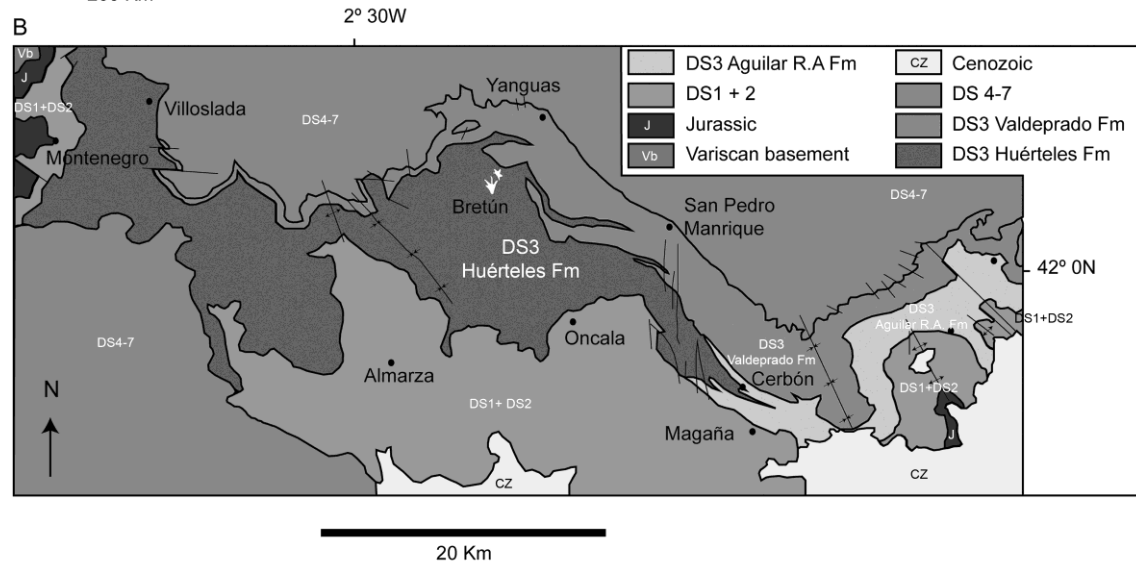 B
2º 30W
DS3 Aguilar R.A Fm
DS1 + 2
J Jurassic
Vb Variscan basement
CZ Cenozoic
DS 4-7
DS3 Valdeprado Fm
DS3 Huérteles Fm
Vb
J
DS1+DS2
Villoslada
Montenegro
DS4-7
Yanguas
Bretún
San Pedro
Manrique
DS4-7
DS3
Huérteles Fm
42º 0N
DS3
Aguilar R.A. Fm
DS1+DS2
DS4-7
Oncala
Almarza
DS3
Valdeprado Fm
Cerbón
DS1+DS2
DS1+ DS2
Magaña
J
N
CZ
CZ
20 Km